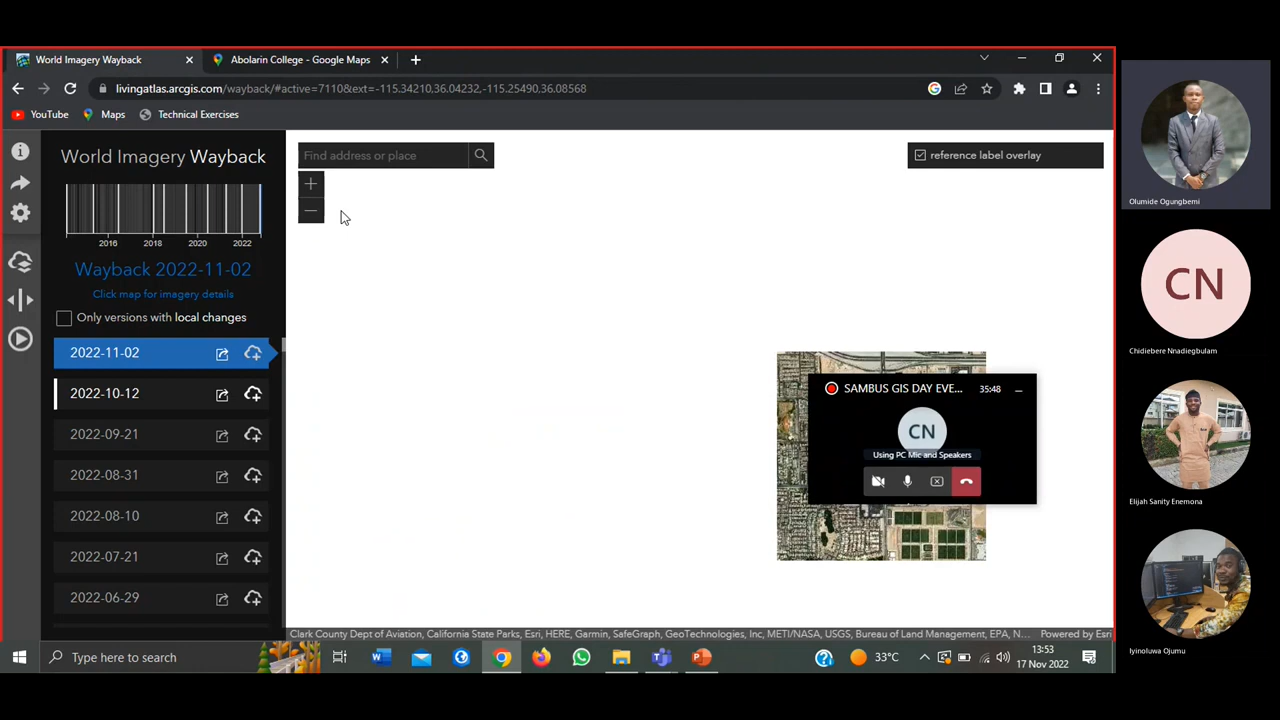 World Imagery Wayback
Abolarin College - Google Maps
livingatlas.arcgis.com/wayback/#active=7110&ext=-115.34210,36.04232,-115.25490,36.08568
YouTube
Maps
Technical Exercises
World Imagery Wayback
2016 2018 2020 2022
Wayback 2022-11-02
Click map for imagery details
Only versions with local changes
2022-11-02
2022-10-12
2022-09-21
2022-08-31
2022-08-10
2022-07-21
2022-06-29
Find address or place
reference label overlay
SAMBUS GIS DAY EVE... 35:48
CN
Using PC Mic and Speakers
Clark County Dept of Aviation, California State Parks, Esri, HERE, Garmin, SafeGraph, GeoTechnologies, Inc, METI/NASA, USGS, Bureau of Land Management, EPA, N... Powered by Esri
Type here to search
33°C
13:53
17 Nov 2022
Olumide Ogungbemi
CN
Chidiebere Nnadiegbulam
Elijah Sanity Enemona
Iyinoluwa Ojumu